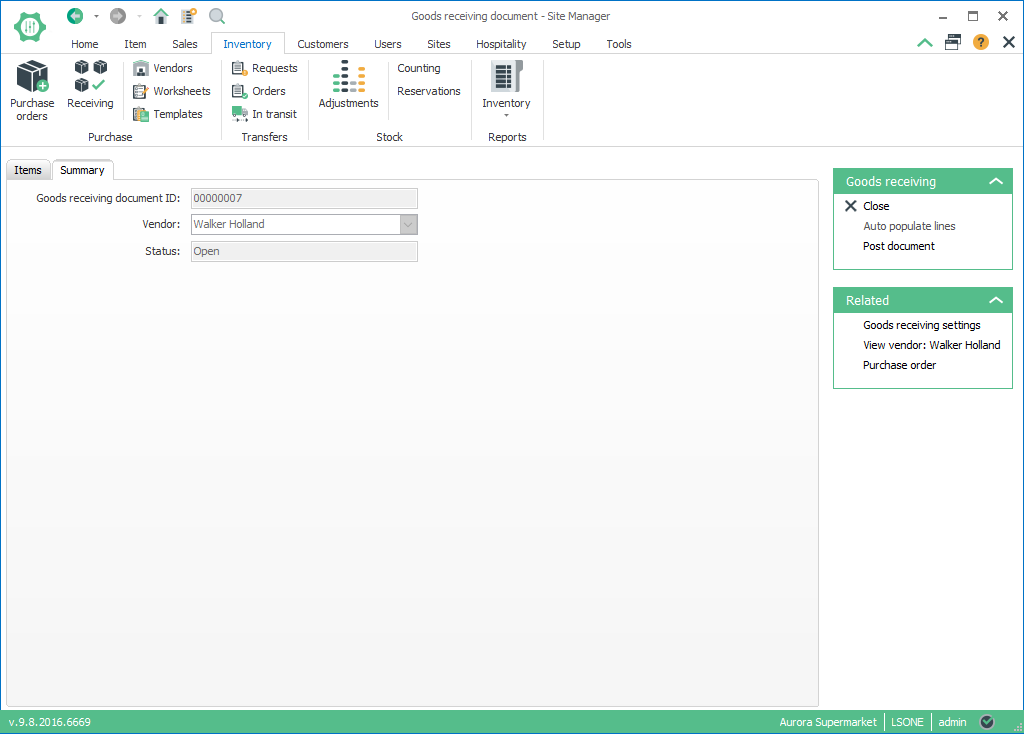 Goods receiving document - Site Manager
Home Item Sales Inventory Customers Users Sites Hospitality Setup Tools
?
Purchase orders
Receiving
Vendors
Worksheets
Templates
Purchase
Requests
Orders
In transit
Transfers
Adjustments
Counting
Reservations
Stock
Inventory
Reports
Items Summary
Goods receiving document ID: 00000007
Vendor: Walker Holland
Status: Open
Goods receiving
Close
Auto populate lines
Post document
Related
Goods receiving settings
View vendor: Walker Holland
Purchase order
v.9.8.2016.6669
Aurora Supermarket LSONE admin